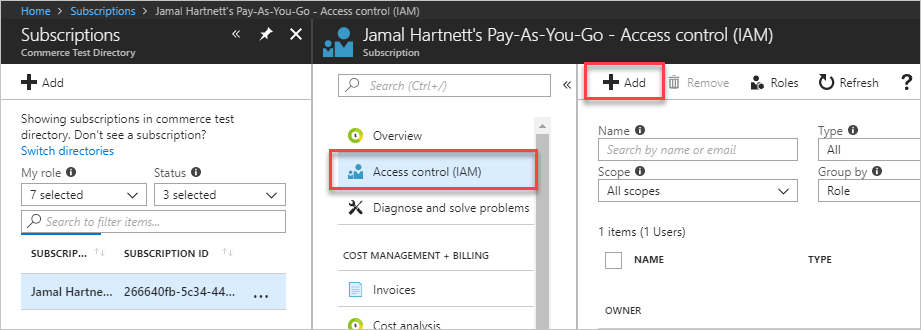 Home > Subscriptions > Jamal Hartnett's Pay-As-You-Go - Access control (IAM)
Subscriptions
Commerce Test Directory
Add
Showing subscriptions in commerce test
directory. Don't see a subscription?
Switch directories
My role Status
7 selected 3 selected
Search to filter items...
SUBSCRIP... SUBSCRIPTION ID
Jamal Hartne... 266640fb-5c34-44... ...
Jamal Hartnett's Pay-As-You-Go - Access control (IAM)
Subscription
Search (Ctrl+/)
Overview
Access control (IAM)
Diagnose and solve problems
COST MANAGEMENT + BILLING
Invoices
Cost analysis
Add Remove Roles Refresh ?
Name Type
Search by name or email All
Scope Group by
All scopes Role
1 items (1 Users)
NAME TYPE
OWNER